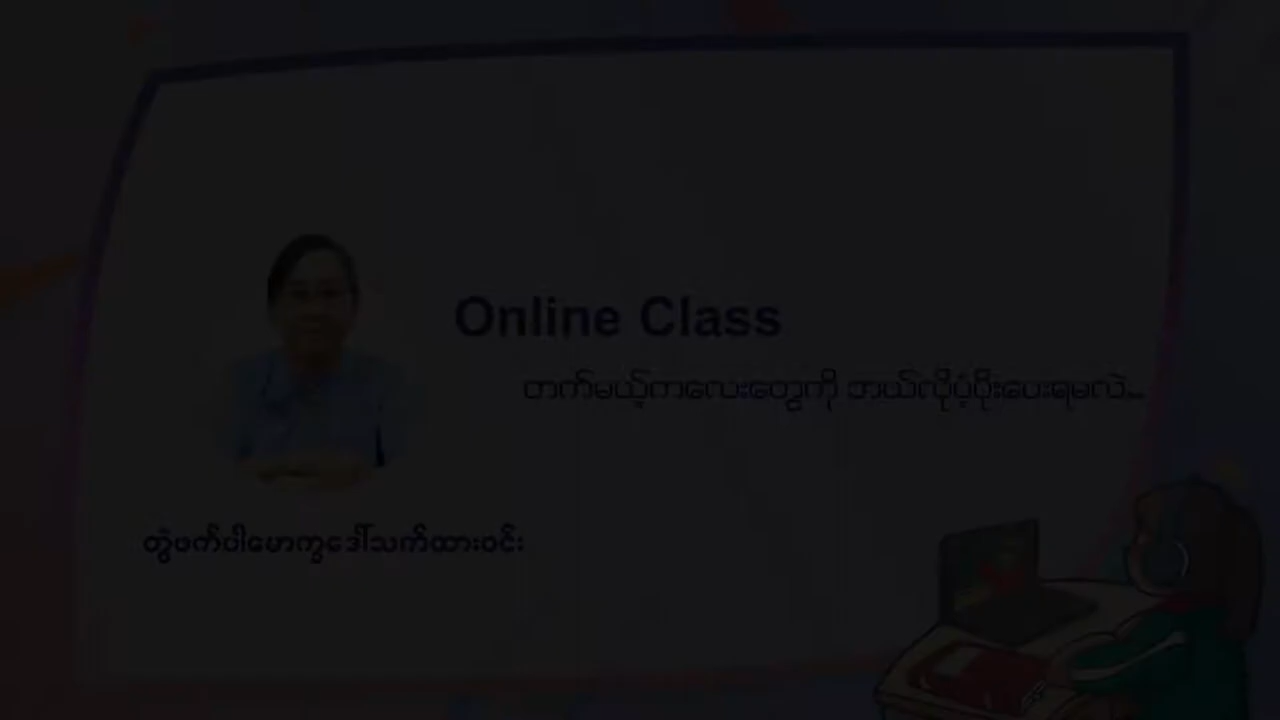 Online Class
တက်မယ့်ကလေးတွေကို ဘယ်လိုပံ့ပိုးပေးရမလဲ...
တွဲဖက်ပါမောက္ခဒေါ်သက်ထားဝင်း